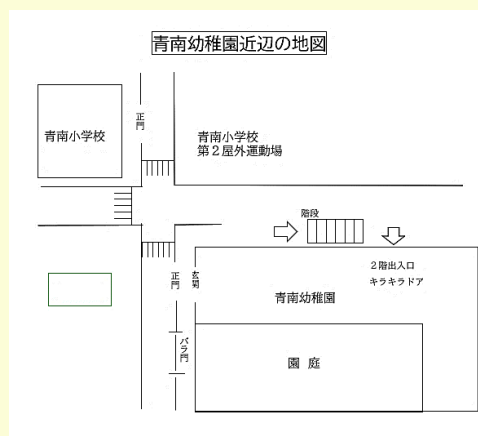 青南幼稚園近辺の地図
正門
青南小学校
青南小学校
第２屋外運動場
階段
２階出入口
キラキラドア
正門
玄関
青南幼稚園
バラ門
園 庭